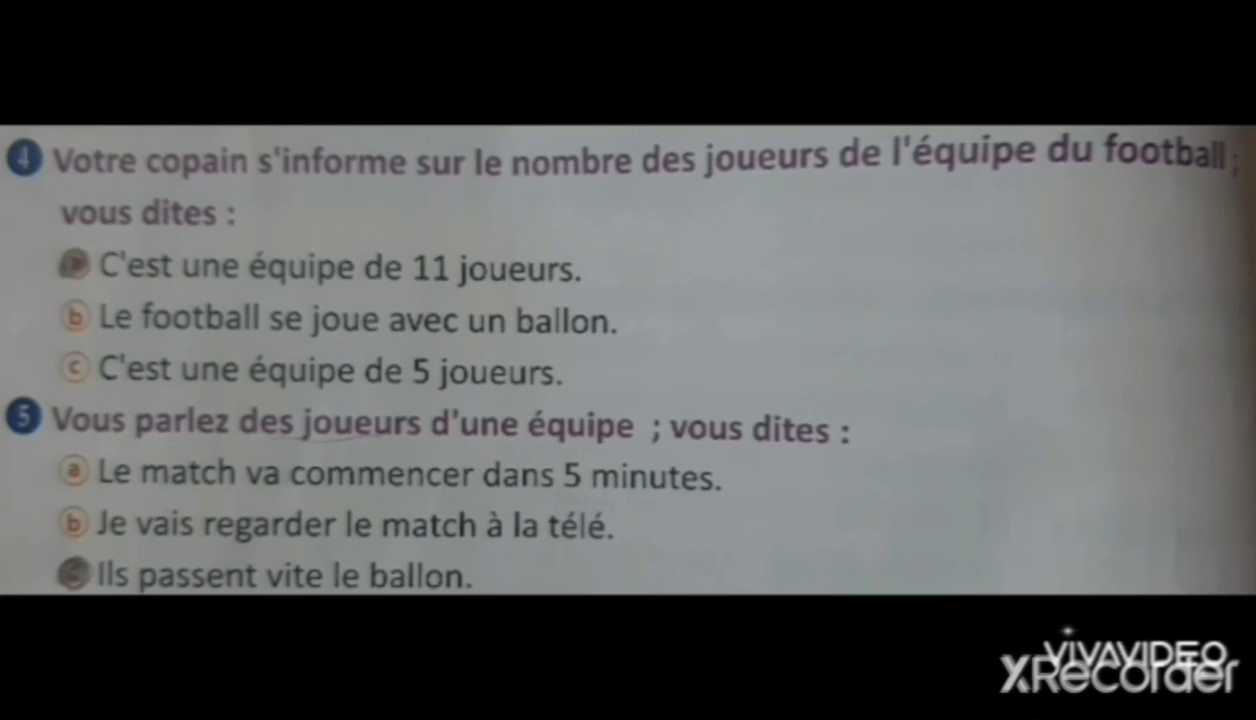 4 Votre copain s'informe sur le nombre des joueurs de l'équipe du football ;
vous dites :
a C'est une équipe de 11 joueurs.
b Le football se joue avec un ballon.
c C'est une équipe de 5 joueurs.
5 Vous parlez des joueurs d'une équipe ; vous dites :
a Le match va commencer dans 5 minutes.
b Je vais regarder le match à la télé.
c Ils passent vite le ballon.
VIVAVIDEO
XRecorder